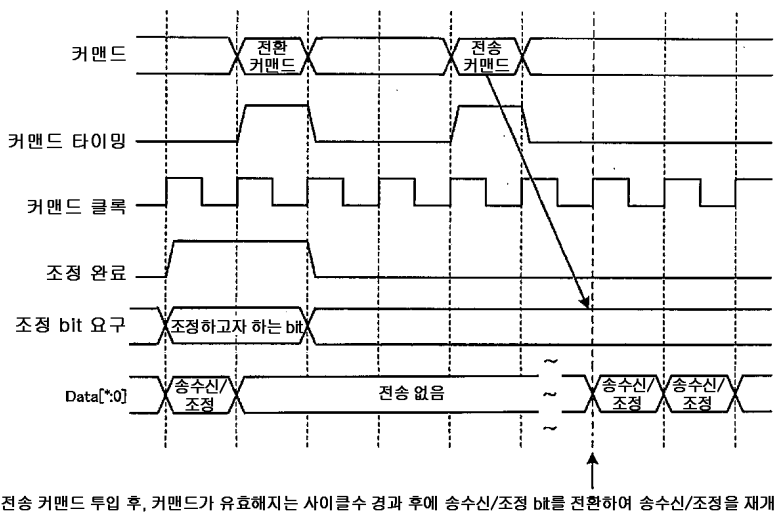 커맨드
전환
커맨드
전송
커맨드
커맨드 타이밍
커맨드 클록
조정 완료
조정 bit 요구
조정하고자 하는 bit
Data[*:0]
송수신/
조정
전송 없음
~
~
~
송수신/
조정
송수신/
조정
전송 커맨드 투입 후, 커맨드가 유효해지는 사이클수 경과 후에 송수신/조정 bit를 전환하여 송수신/조정을 재개